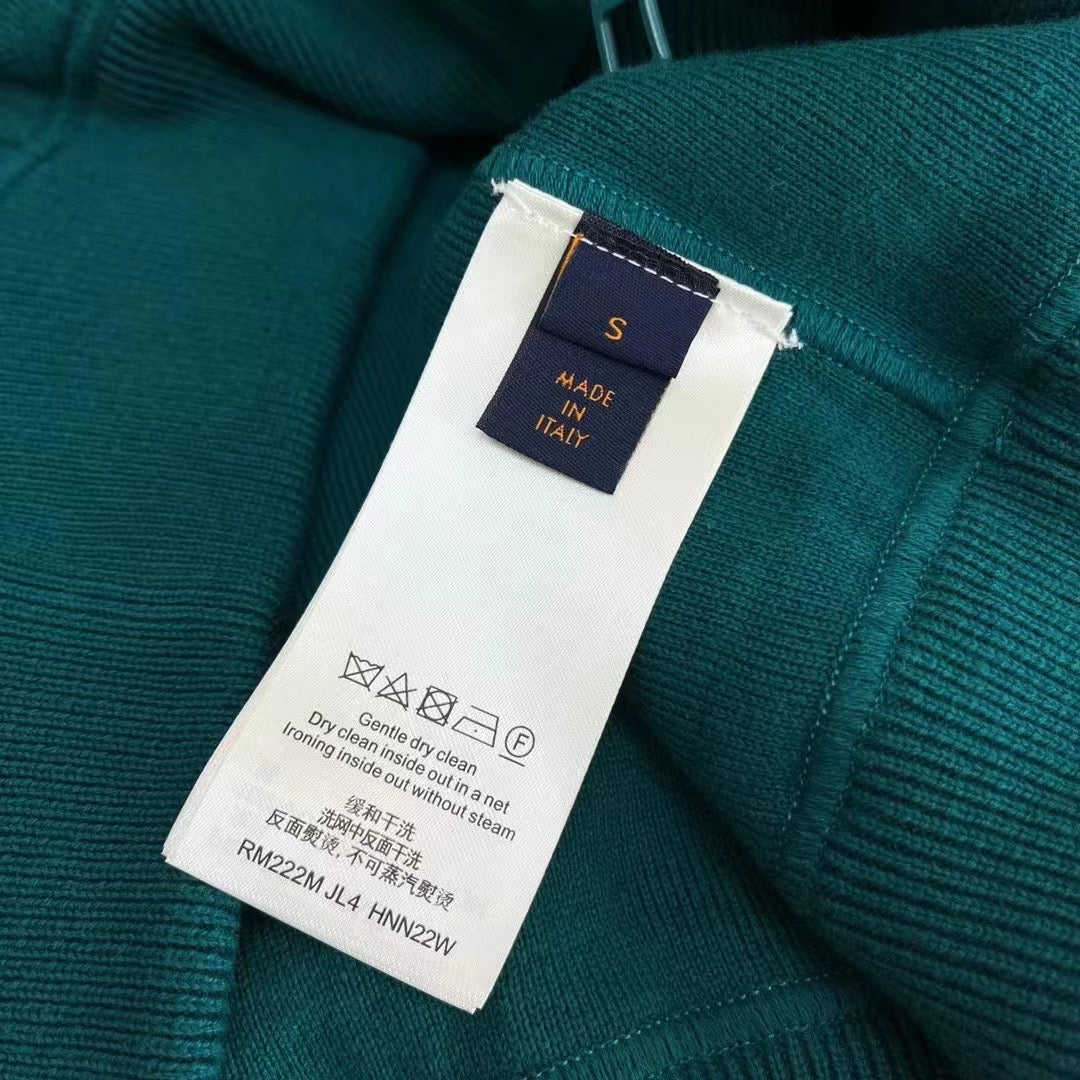 S
MADE
IN
ITALY
F
Gentle dry clean
Dry clean inside out in a net
Ironing inside out without steam
缓和干洗
洗网中反面干洗
反面熨烫,不可蒸汽熨烫
RM222M JL4 HNN22W